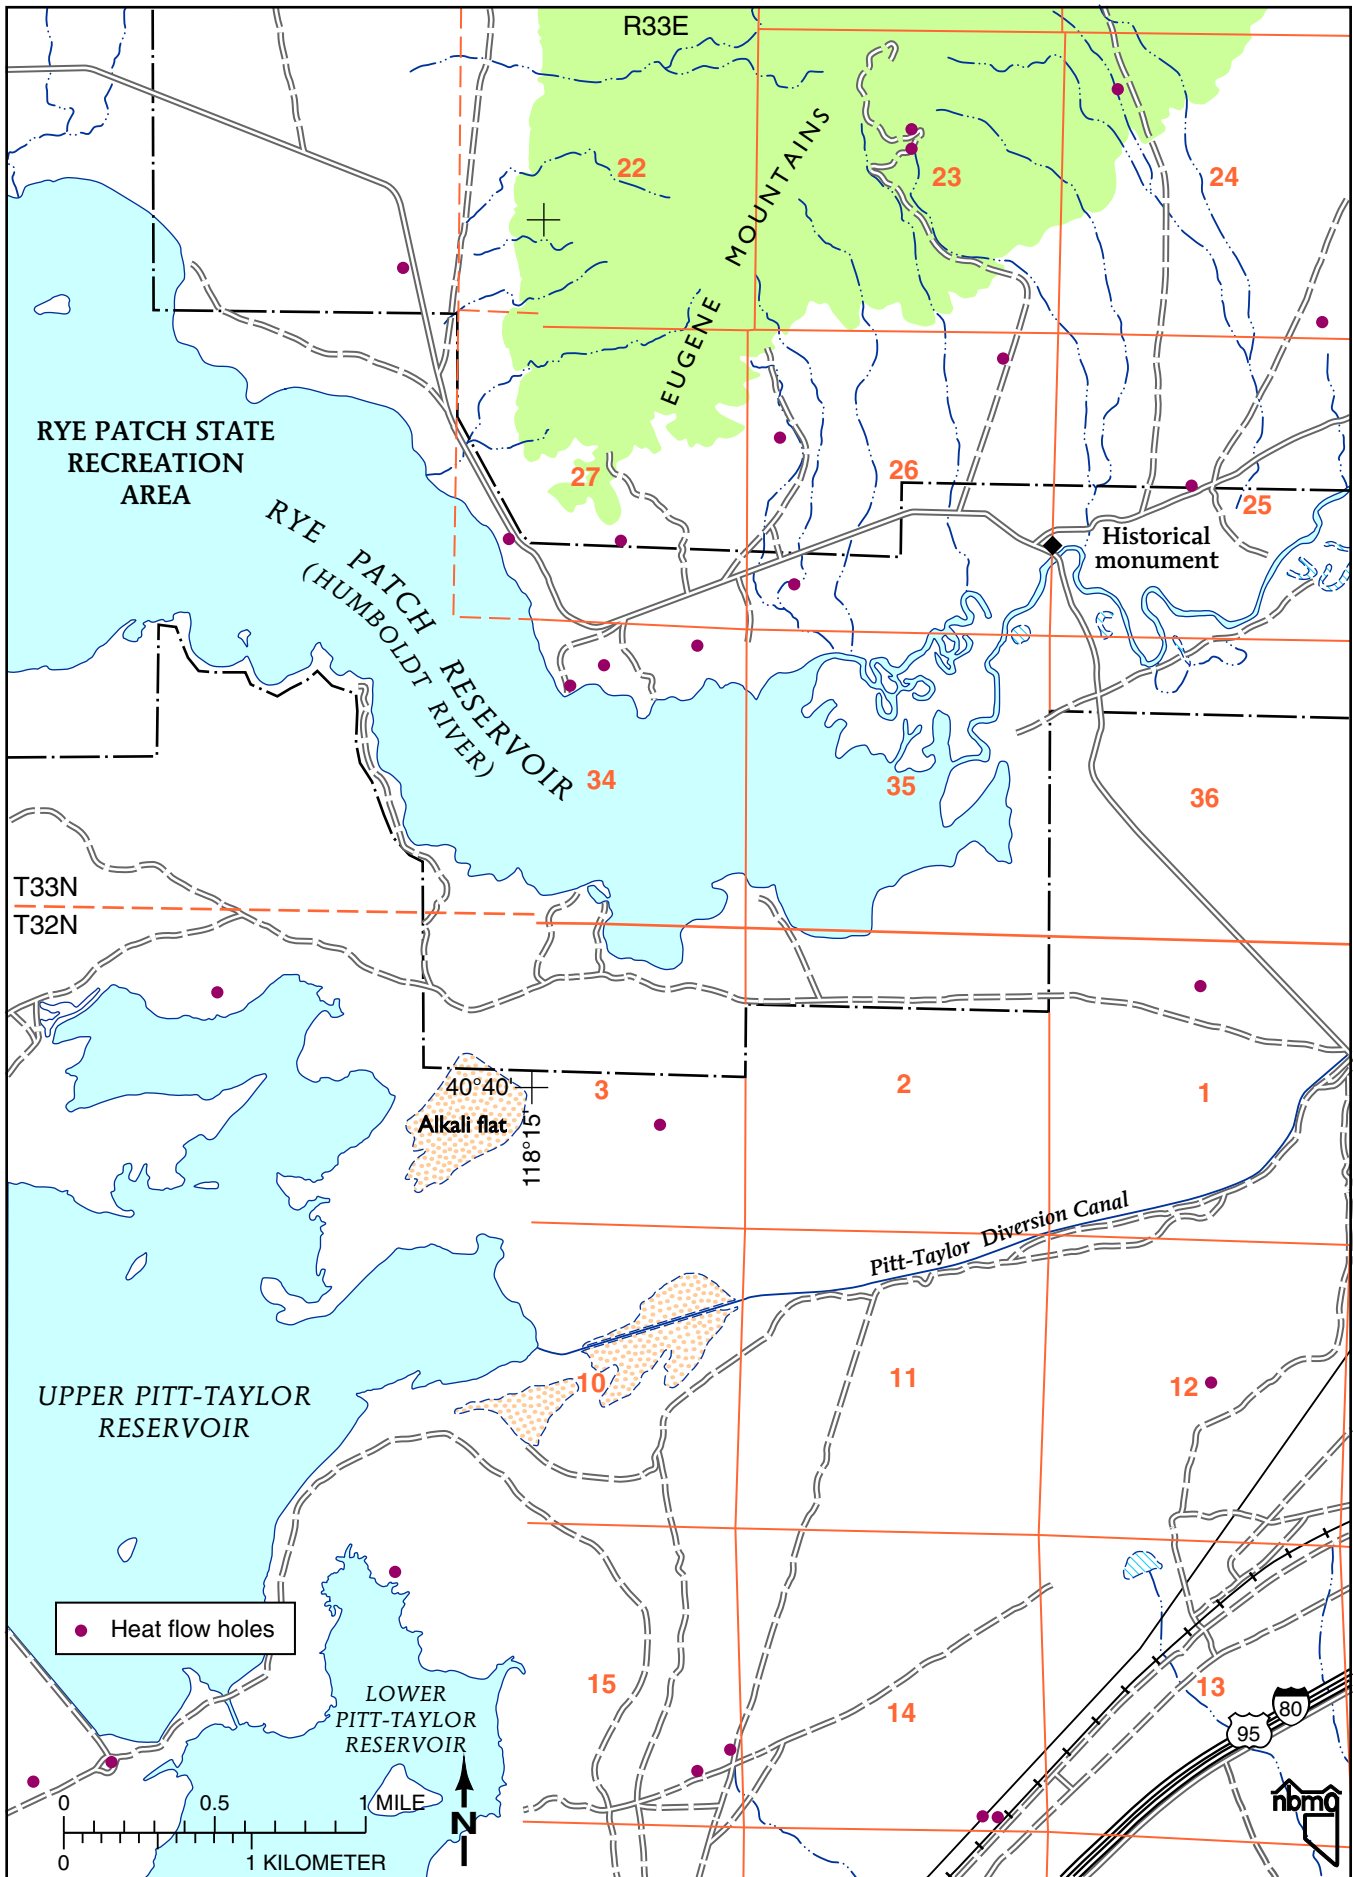 R33E
22
23
24
EUGENE MOUNTAINS
RYE PATCH STATE
RECREATION
AREA
27
26
25
Historical
monument
RYE PATCH RESERVOIR
(HUMBOLDT RIVER)
34
35
36
T33N
T32N
40°40'
118°15'
Alkali flat
3
2
1
Pitt-Taylor Diversion Canal
UPPER PITT-TAYLOR
RESERVOIR
10
11
12
Heat flow holes
LOWER
PITT-TAYLOR
RESERVOIR
15
14
13
80
95
0 0.5 1 MILE
0 1 KILOMETER
N
nbmg